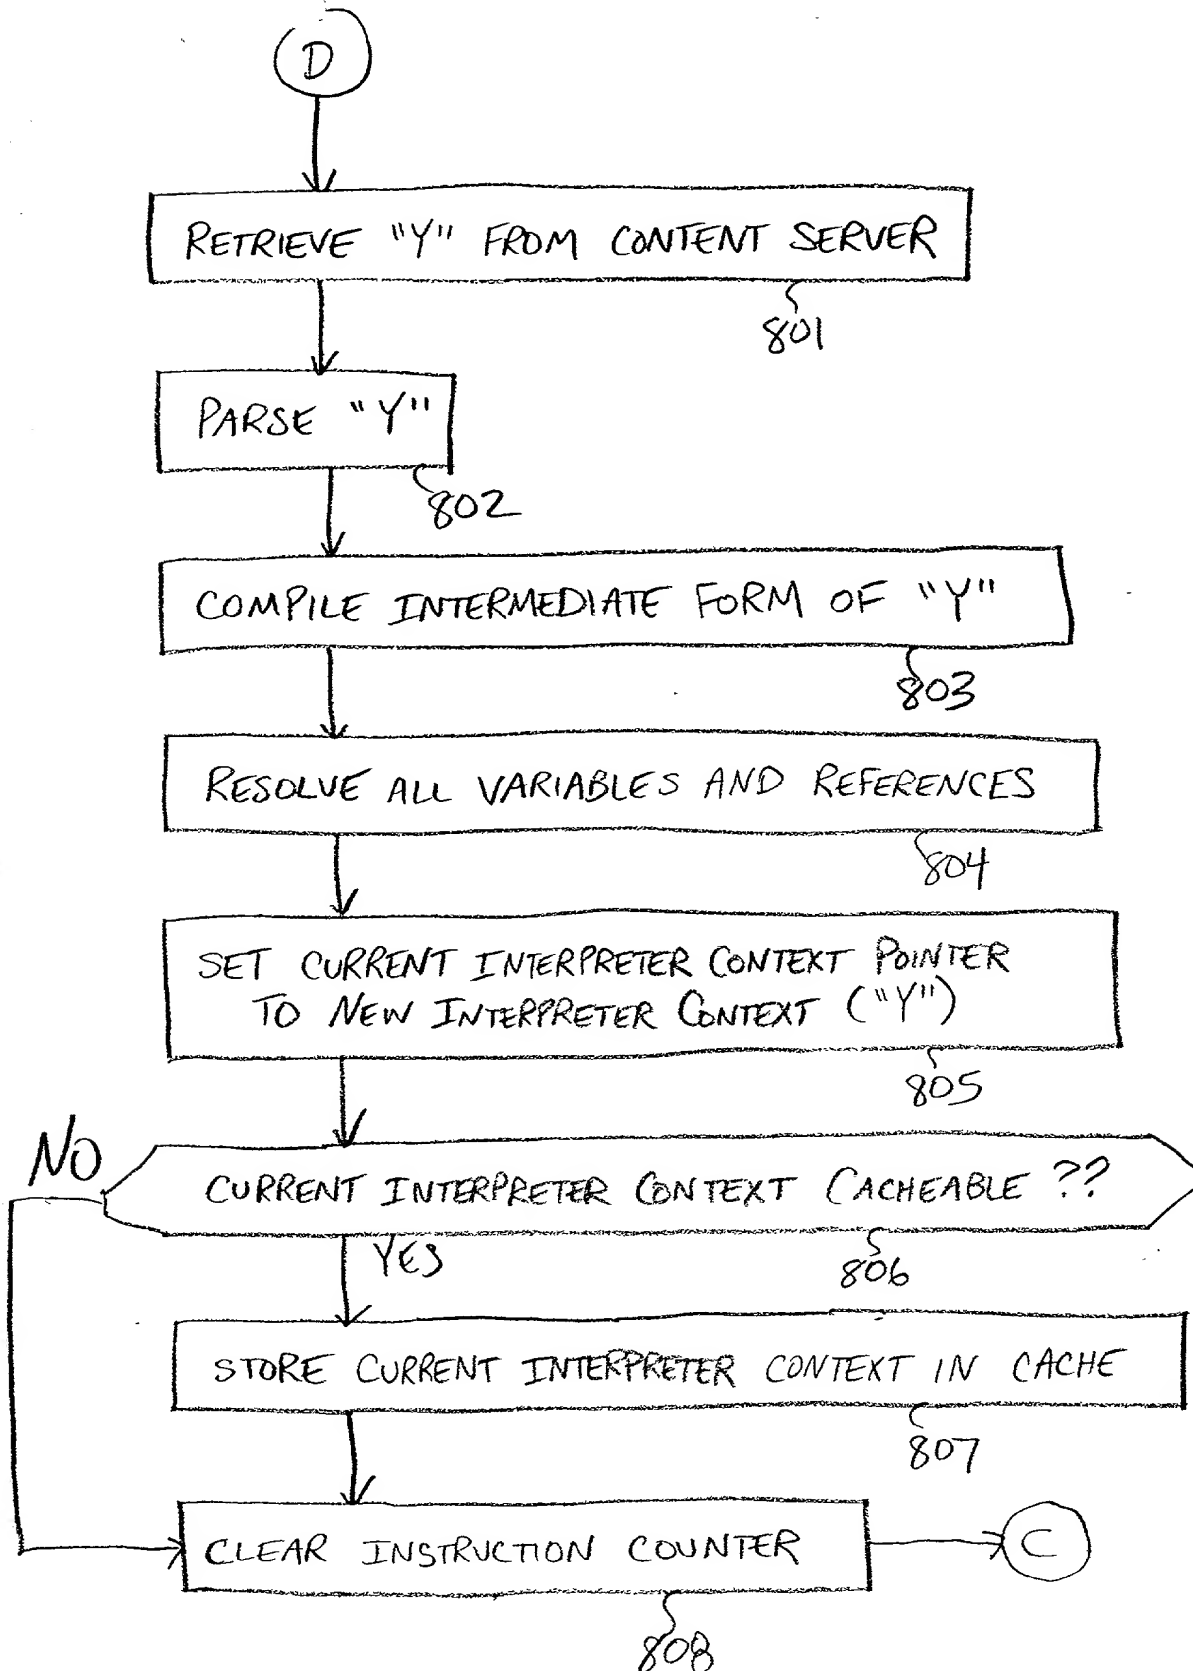 D
RETRIEVE "Y" FROM CONTENT SERVER
801
PARSE "Y"
802
COMPILE INTERMEDIATE FORM OF "Y"
803
RESOLVE ALL VARIABLES AND REFERENCES
804
SET CURRENT INTERPRETER CONTEXT POINTER
TO NEW INTERPRETER CONTEXT ("Y")
805
NO
CURRENT INTERPRETER CONTEXT CACHEABLE ??
YES
806
STORE CURRENT INTERPRETER CONTEXT IN CACHE
807
CLEAR INSTRUCTION COUNTER
C
808